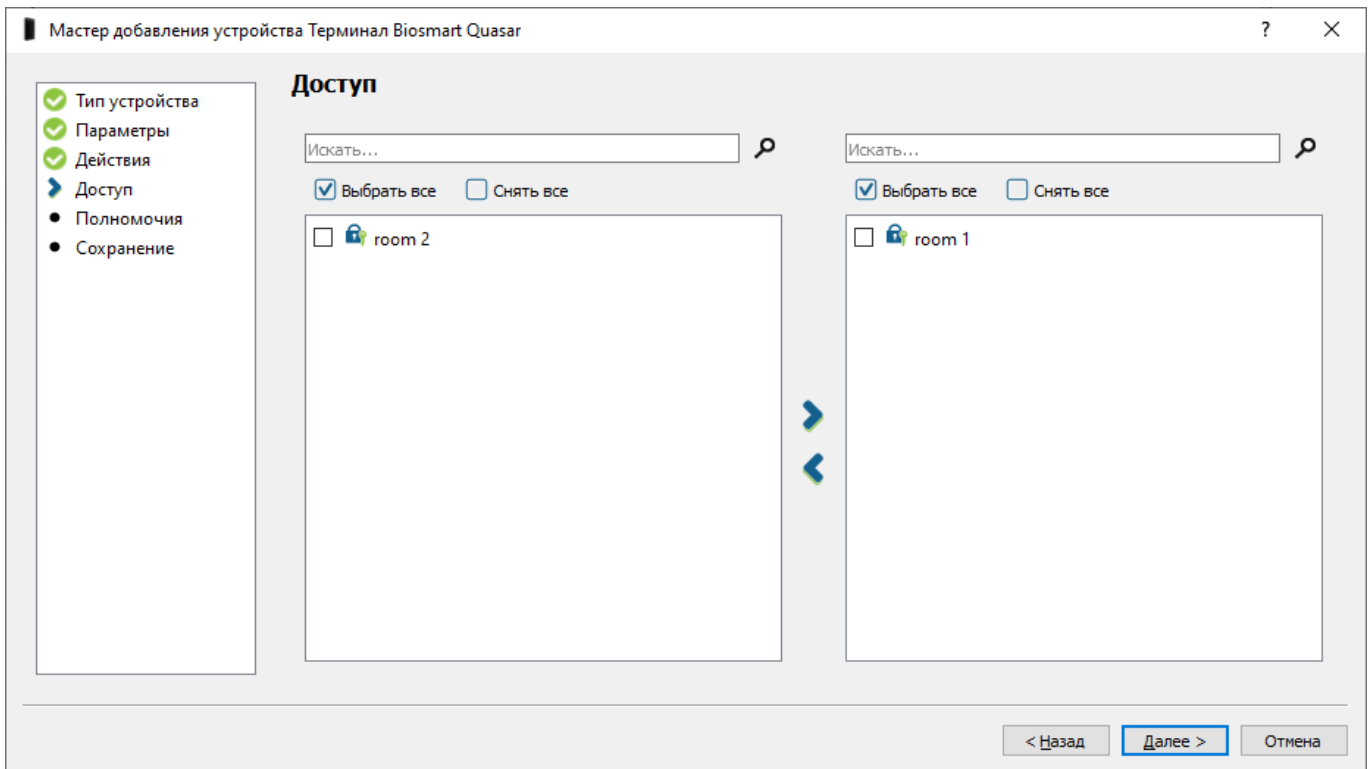 Мастер добавления устройства Терминал Biosmart Quasar
?
Тип устройства
Параметры
Действия
Доступ
Полномочия
Сохранение
Доступ
Искать...
Выбрать все
Снять все
room 2
Искать...
Выбрать все
Снять все
room 1
< Назад
Далее >
Отмена